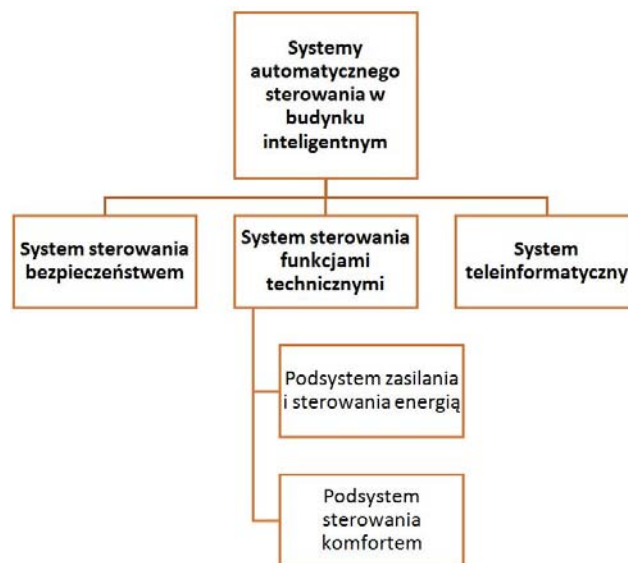 Systemy
automatycznego
sterowania w
budynku
inteligentnym
System sterowania
bezpieczeństwem
System sterowania
funkcjami
technicznymi
System
teleinformatyczny
Podsystem zasilania
i sterowania energią
Podsystem
sterowania
komfortem